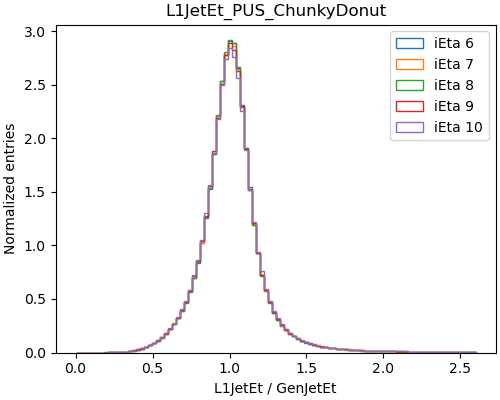 L1JetEt_PUS_ChunkyDonut
Normalized entries
3.0
2.5
2.0
1.5
1.0
0.5
0.0
iEta 6
iEta 7
iEta 8
iEta 9
iEta 10
0.0 0.5 1.0 1.5 2.0 2.5
L1JetEt / GenJetEt